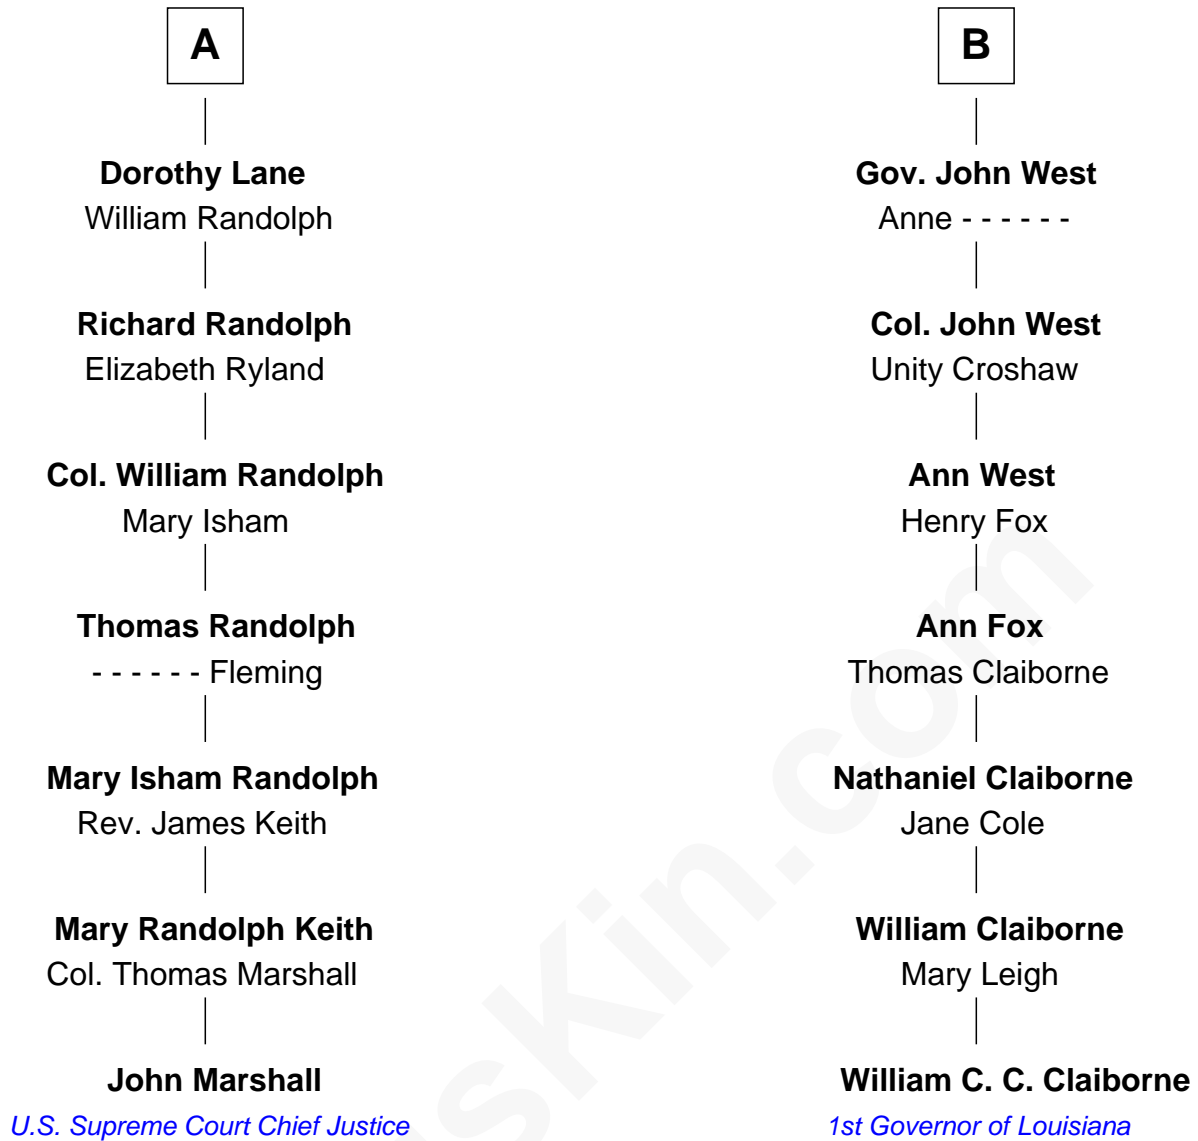 A
Dorothy Lane
William Randolph
Richard Randolph
Elizabeth Ryland
Col. William Randolph
Mary Isham
Thomas Randolph
- - - - - - Fleming
Mary Isham Randolph
Rev. James Keith
Mary Randolph Keith
Col. Thomas Marshall
John Marshall
U.S. Supreme Court Chief Justice
B
Gov. John West
Anne - - - - - -
Col. John West
Unity Croshaw
Ann West
Henry Fox
Ann Fox
Thomas Claiborne
Nathaniel Claiborne
Jane Cole
William Claiborne
Mary Leigh
William C. C. Claiborne
1st Governor of Louisiana
sKin.com